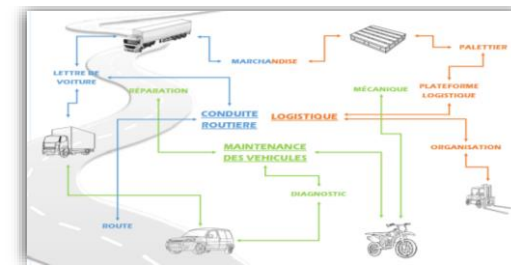 MARCHANDISE
PALETTIER
LETTRE DE
VOITURE
RÉPARATION
MÉCANIQUE
PLATEFORME
LOGISTIQUE
CONDUITE
ROUTIERE
LOGISTIQUE
MAINTENANCE
DES VEHICULES
ORGANISATION
DIAGNOSTIC
ROUTE